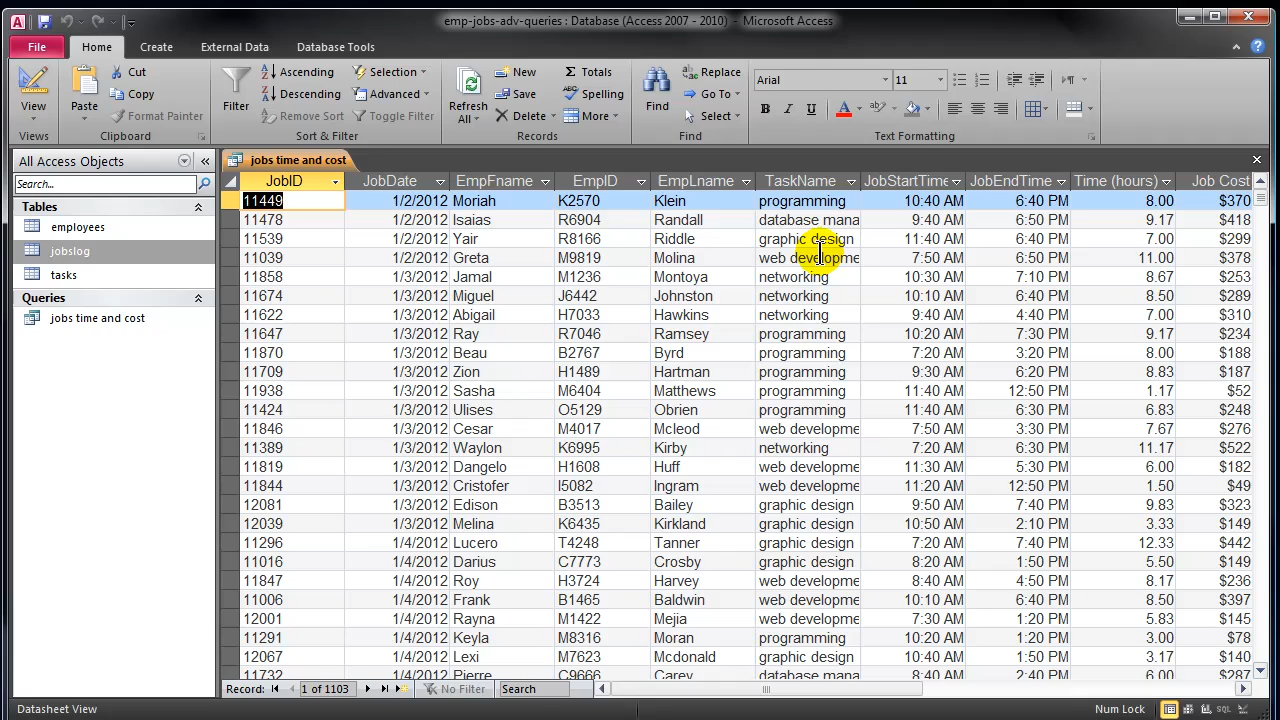 emp-jobs-adv-queries : Database (Access 2007 - 2010) – Microsoft Access
File Home Create External Data Database Tools
View
Views
Paste
Cut
Copy
Format Painter
Clipboard
Filter
Ascending
Descending
Remove Sort
Selection
Advanced
Toggle Filter
Sort & Filter
Refresh All
New
Save
Delete
Totals
Spelling
More
Records
Find
Replace
Go To
Select
Find
Arial 11
B I U A ab
Text Formatting
All Access Objects
Search...
Tables
employees
jobslog
tasks
Queries
jobs time and cost
jobs time and cost
JobID JobDate EmpFname EmpID EmpLname TaskName JobStartTime JobEndTime Time (hours) Job Cost
11449 1/2/2012 Moriah K2570 Klein programming 10:40 AM 6:40 PM 8.00 $370
11478 1/2/2012 Isaias R6904 Randall database mana 9:40 AM 6:50 PM 9.17 $418
11539 1/2/2012 Yair R8166 Riddle graphic design 11:40 AM 6:40 PM 7.00 $299
11039 1/2/2012 Greta M9819 Molina web developme 7:50 AM 6:50 PM 11.00 $378
11858 1/3/2012 Jamal M1236 Montoya networking 10:30 AM 7:10 PM 8.67 $253
11674 1/3/2012 Miguel J6442 Johnston networking 10:10 AM 6:40 PM 8.50 $289
11622 1/3/2012 Abigail H7033 Hawkins networking 9:40 AM 4:40 PM 7.00 $310
11647 1/3/2012 Ray R7046 Ramsey programming 10:20 AM 7:30 PM 9.17 $234
11870 1/3/2012 Beau B2767 Byrd programming 7:20 AM 3:20 PM 8.00 $188
11709 1/3/2012 Zion H1489 Hartman programming 9:30 AM 6:20 PM 8.83 $187
11938 1/3/2012 Sasha M6404 Matthews programming 11:40 AM 12:50 PM 1.17 $52
11424 1/3/2012 Ulises O5129 Obrien programming 11:40 AM 6:30 PM 6.83 $248
11846 1/3/2012 Cesar M4017 Mcleod web developme 7:50 AM 3:30 PM 7.67 $276
11389 1/3/2012 Waylon K6995 Kirby networking 7:20 AM 6:30 PM 11.17 $522
11819 1/3/2012 Dangelo H1608 Huff web developme 11:30 AM 5:30 PM 6.00 $182
11844 1/3/2012 Cristofer I5082 Ingram web developme 11:20 AM 12:50 PM 1.50 $49
12081 1/3/2012 Edison B3513 Bailey graphic design 9:50 AM 7:40 PM 9.83 $323
12039 1/3/2012 Melina K6435 Kirkland graphic design 10:50 AM 2:10 PM 3.33 $149
11296 1/4/2012 Lucero T4248 Tanner graphic design 7:20 AM 7:40 PM 12.33 $442
11016 1/4/2012 Darius C7773 Crosby graphic design 8:20 AM 1:50 PM 5.50 $149
11847 1/4/2012 Roy H3724 Harvey web developme 8:40 AM 4:50 PM 8.17 $236
11006 1/4/2012 Frank B1465 Baldwin web developme 10:10 AM 6:40 PM 8.50 $397
12001 1/4/2012 Rayna M1422 Mejia web developme 7:30 AM 1:20 PM 5.83 $145
11291 1/4/2012 Keyla M8316 Moran programming 10:20 AM 1:20 PM 3.00 $78
12067 1/4/2012 Lexi M7623 Mcdonald graphic design 10:40 AM 1:50 PM 3.17 $140
11732 1/4/2012 Pierre C9666 Carey database mana 8:40 AM 2:40 PM 6.00 $287
Record: 1 of 1103 No Filter Search
Datasheet View Num Lock SQL